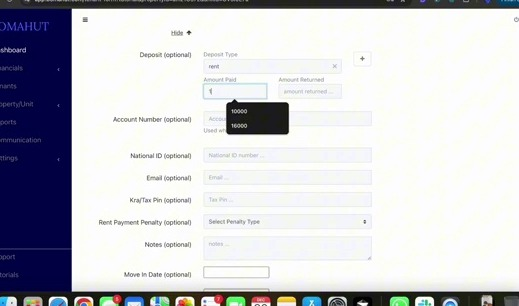 OMAHUT
Hide
shboard
ancials
nants
operty/Unit
ports
mmunication
ttings
pport
torials
Deposit (optional)
Deposit Type
rent
Amount Paid
Amount Returned
1
amount returned ...
10000
16000
Account Number (optional)
Accou
Used wh
National ID (optional)
National ID number ...
Email (optional)
Email ...
Kra/Tax Pin (optional)
Tax Pin ...
Rent Payment Penalty (optional)
Select Penalty Type
Notes (optional)
notes ...
Move In Date (optional)